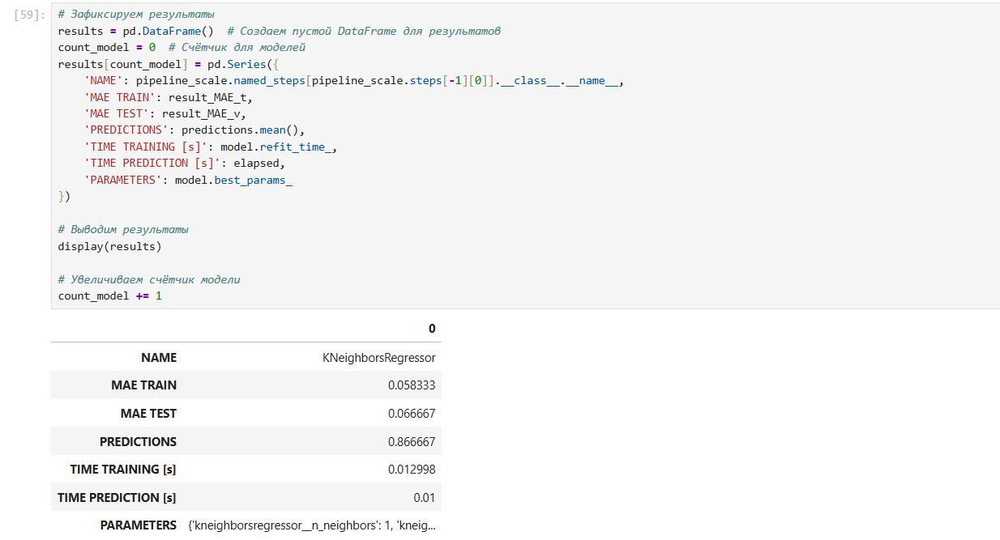 [59]:
# Зафиксируем результаты
results = pd.DataFrame()  # Создаем пустой DataFrame для результатов
count_model = 0  # Счётчик для моделей
results[count_model] = pd.Series({
    'NAME': pipeline_scale.named_steps[pipeline_scale.steps[-1][0]].__class__.__name__,
    'MAE TRAIN': result_MAE_t,
    'MAE TEST': result_MAE_v,
    'PREDICTIONS': predictions.mean(),
    'TIME TRAINING [s]': model.refit_time_,
    'TIME PREDICTION [s]': elapsed,
    'PARAMETERS': model.best_params_
})
# Выводим результаты
display(results)
# Увеличиваем счётчик модели
count_model += 1
0
NAME KNeighborsRegressor
MAE TRAIN 0.058333
MAE TEST 0.066667
PREDICTIONS 0.866667
TIME TRAINING [s] 0.012998
TIME PREDICTION [s] 0.01
PARAMETERS {'kneighborsregressor__n_neighbors': 1, 'kneig...